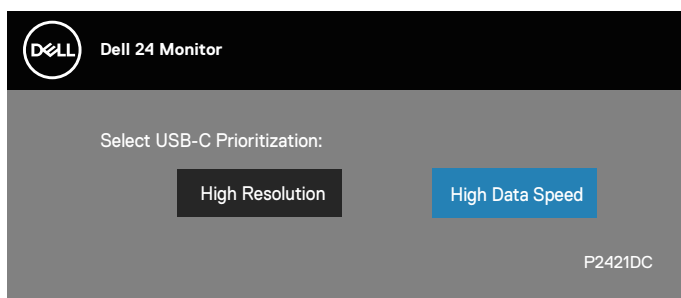 DELL
Dell 24 Monitor
Select USB-C Prioritization:
High Resolution
High Data Speed
P2421DC